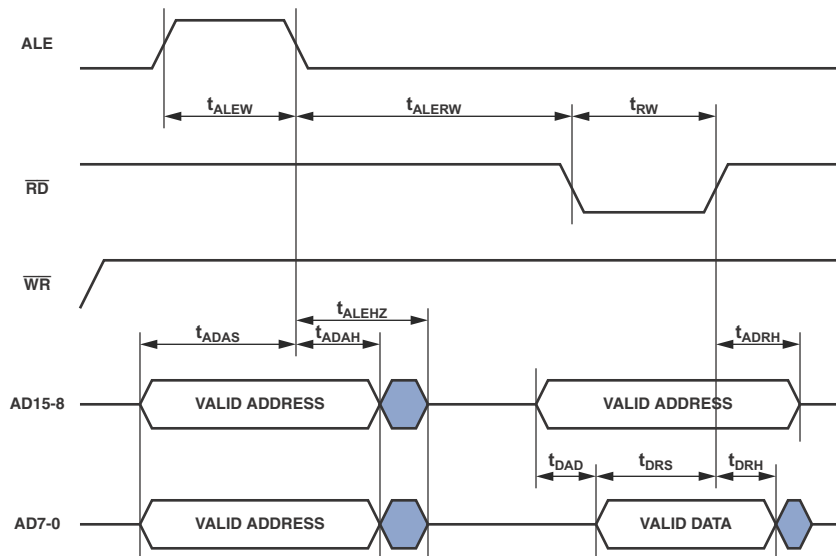 ALE
tALEW tALERW tRW
RD
WR
tALEHZ
tADAS tADAH tADRH
AD15-8 VALID ADDRESS VALID ADDRESS
tDAD tDRS tDRH
AD7-0 VALID ADDRESS VALID DATA